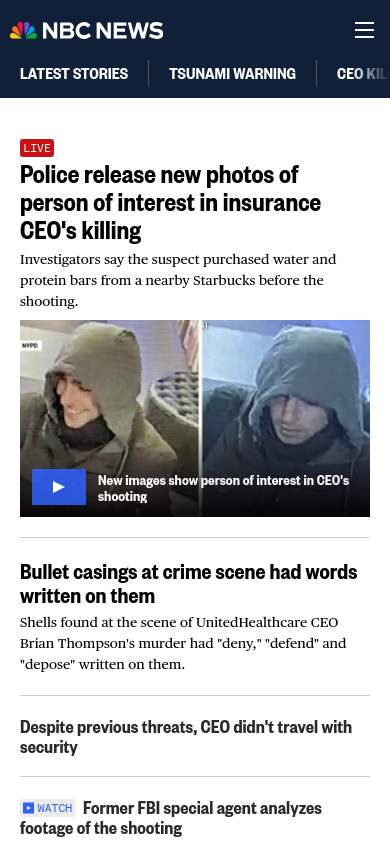 NBC NEWS
LATEST STORIES
TSUNAMI WARNING
CEO KIL
LIVE
Police release new photos of
person of interest in insurance
CEO's killing
Investigators say the suspect purchased water and
protein bars from a nearby Starbucks before the
shooting.
NYPD
New images show person of interest in CEO's
shooting
Bullet casings at crime scene had words
written on them
Shells found at the scene of UnitedHealthcare CEO
Brian Thompson's murder had "deny," "defend" and
"depose" written on them.
Despite previous threats, CEO didn't travel with
security
WATCH Former FBI special agent analyzes
footage of the shooting